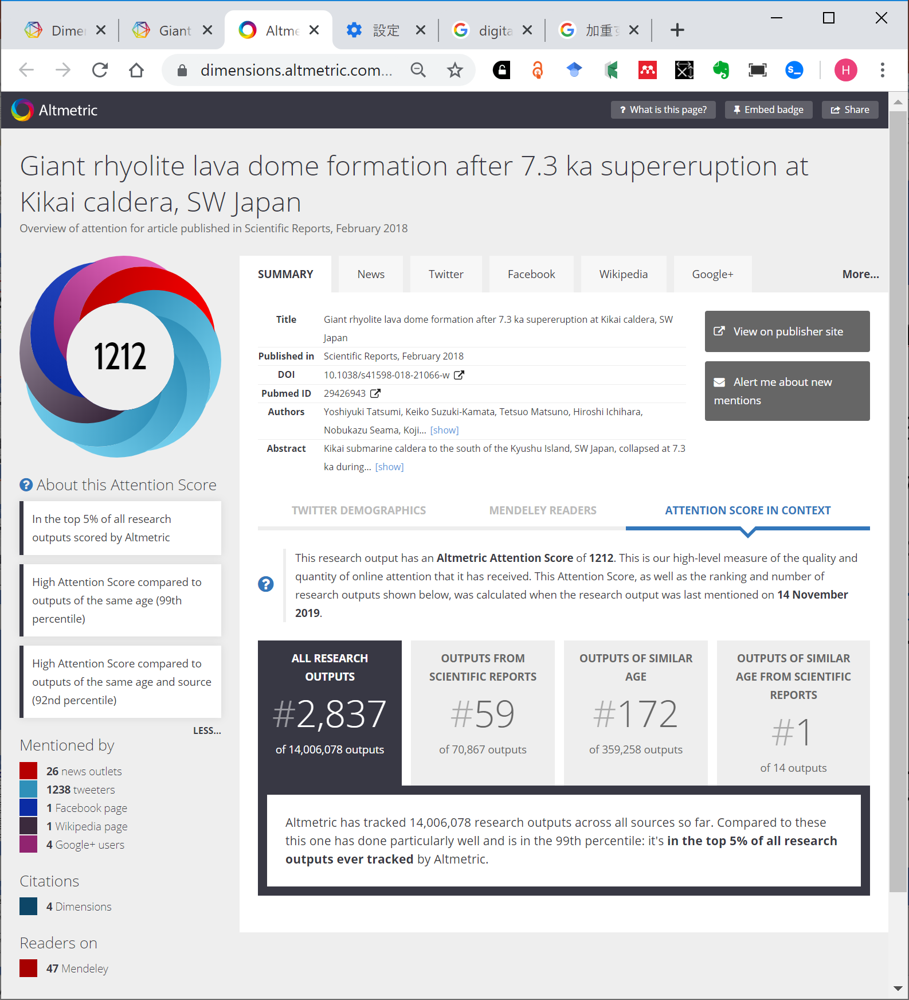 Dime
Giant
Altme
設定
digita
加重
dimensions.altmetric.com...
H
Altmetric
? What is this page?
Embed badge
Share
Giant rhyolite lava dome formation after 7.3 ka supereruption at
Kikai caldera, SW Japan
Overview of attention for article published in Scientific Reports, February 2018
1212
SUMMARY
News
Twitter
Facebook
Wikipedia
Google+
More...
Title
Giant rhyolite lava dome formation after 7.3 ka supereruption at Kikai caldera, SW
Japan
Published in
Scientific Reports, February 2018
DOI
10.1038/s41598-018-21066-w
Pubmed ID
29426943
Authors
Yoshiyuki Tatsumi, Keiko Suzuki-Kamata, Tetsuo Matsuno, Hiroshi Ichihara,
Nobukazu Seama, Koji... [show]
Abstract
Kikai submarine caldera to the south of the Kyushu Island, SW Japan, collapsed at 7.3
ka during... [show]
View on publisher site
Alert me about new
mentions
? About this Attention Score
In the top 5% of all research
outputs scored by Altmetric
High Attention Score compared to
outputs of the same age (99th
percentile)
High Attention Score compared to
outputs of the same age and source
(92nd percentile)
LESS...
Mentioned by
26 news outlets
1238 tweeters
1 Facebook page
1 Wikipedia page
4 Google+ users
Citations
4 Dimensions
Readers on
47 Mendeley
TWITTER DEMOGRAPHICS
MENDELEY READERS
ATTENTION SCORE IN CONTEXT
?
This research output has an Altmetric Attention Score of 1212. This is our high-level measure of the quality and
quantity of online attention that it has received. This Attention Score, as well as the ranking and number of
research outputs shown below, was calculated when the research output was last mentioned on 14 November
2019.
ALL RESEARCH
OUTPUTS
#2,837
of 14,006,078 outputs
OUTPUTS FROM
SCIENTIFIC REPORTS
#59
of 70,867 outputs
OUTPUTS OF SIMILAR
AGE
#172
of 359,258 outputs
OUTPUTS OF SIMILAR
AGE FROM SCIENTIFIC
REPORTS
#1
of 14 outputs
Altmetric has tracked 14,006,078 research outputs across all sources so far. Compared to these
this one has done particularly well and is in the 99th percentile: it's in the top 5% of all research
outputs ever tracked by Altmetric.